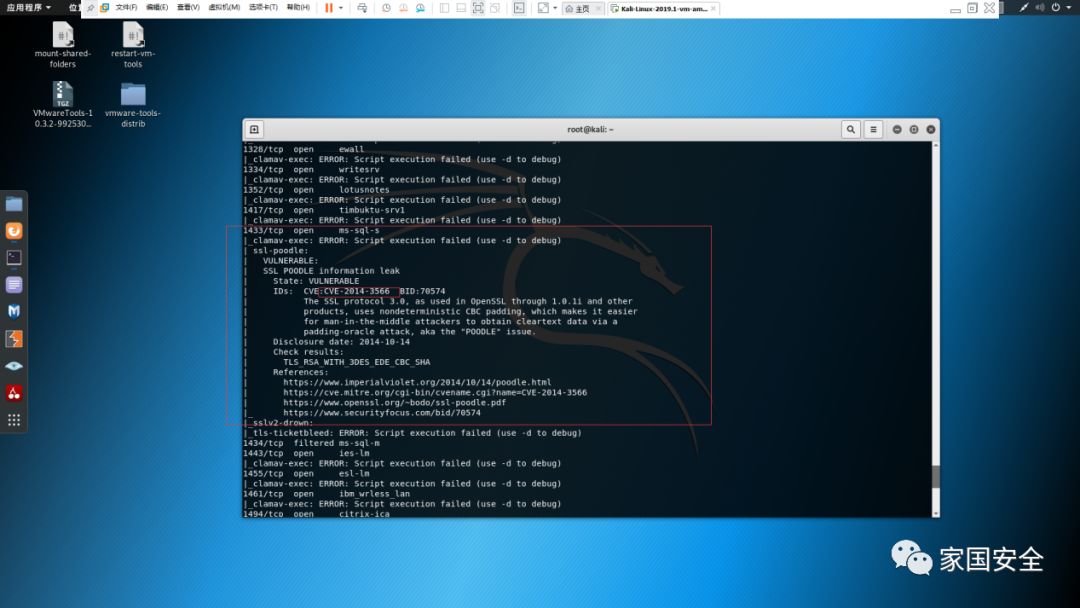 应用程序 ▾ 位
文件(F) 编辑(E) 查看(V) 虚拟机(M) 选项卡(T) 帮助(H)
主页
Kali-Linux-2019.1-vm-am...
mount-shared-folders
restart-vm-tools
VMwareTools-10.3.2-992530...
vmware-tools-distrib
root@kali: ~
1328/tcp open ewall
|_clamav-exec: ERROR: Script execution failed (use -d to debug)
1334/tcp open writesrv
|_clamav-exec: ERROR: Script execution failed (use -d to debug)
1352/tcp open lotusnotes
|_clamav-exec: ERROR: Script execution failed (use -d to debug)
1417/tcp open timbuktu-srv1
|_clamav-exec: ERROR: Script execution failed (use -d to debug)
1433/tcp open ms-sql-s
|_clamav-exec: ERROR: Script execution failed (use -d to debug)
| ssl-poodle:
|   VULNERABLE:
|   SSL POODLE information leak
|     State: VULNERABLE
|     IDs:  CVE:CVE-2014-3566  BID:70574
|           The SSL protocol 3.0, as used in OpenSSL through 1.0.1i and other
|           products, uses nondeterministic CBC padding, which makes it easier
|           for man-in-the-middle attackers to obtain cleartext data via a
|           padding-oracle attack, aka the "POODLE" issue.
|     Disclosure date: 2014-10-14
|     Check results:
|       TLS_RSA_WITH_3DES_EDE_CBC_SHA
|     References:
|       https://www.imperialviolet.org/2014/10/14/poodle.html
|       https://cve.mitre.org/cgi-bin/cvename.cgi?name=CVE-2014-3566
|       https://www.openssl.org/~bodo/ssl-poodle.pdf
|_      https://www.securityfocus.com/bid/70574
|_sslv2-drown:
|_tls-ticketbleed: ERROR: Script execution failed (use -d to debug)
1434/tcp filtered ms-sql-m
1443/tcp open ies-lm
|_clamav-exec: ERROR: Script execution failed (use -d to debug)
1455/tcp open esl-lm
|_clamav-exec: ERROR: Script execution failed (use -d to debug)
1461/tcp open ibm_wrless_lan
|_clamav-exec: ERROR: Script execution failed (use -d to debug)
1494/tcp open citrix-ica
家国安全